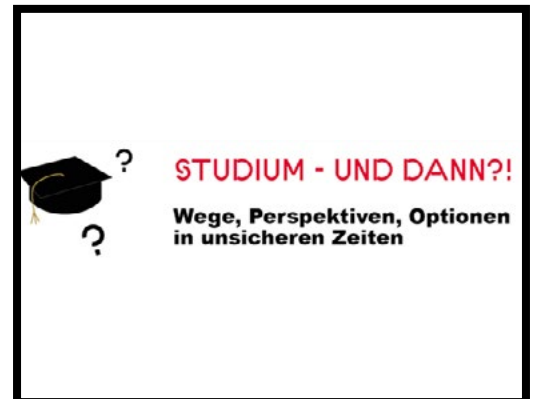 ?
STUDIUM - UND DANN?!
Wege, Perspektiven, Optionen
in unsicheren Zeiten
?